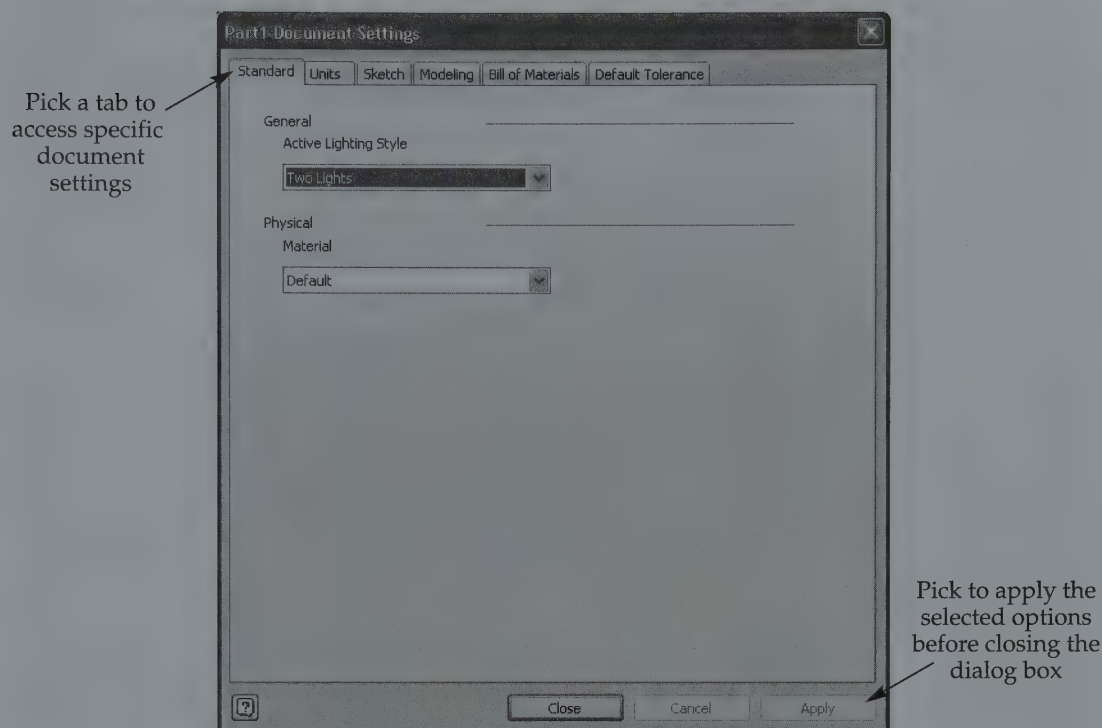 Part1 Document Settings
Standard Units Sketch Modeling Bill of Materials Default Tolerance
Pick a tab to
access specific
document
settings
General
Active Lighting Style
Two Lights
Physical
Material
Default
Pick to apply the
selected options
before closing the
dialog box
?
Close Cancel Apply